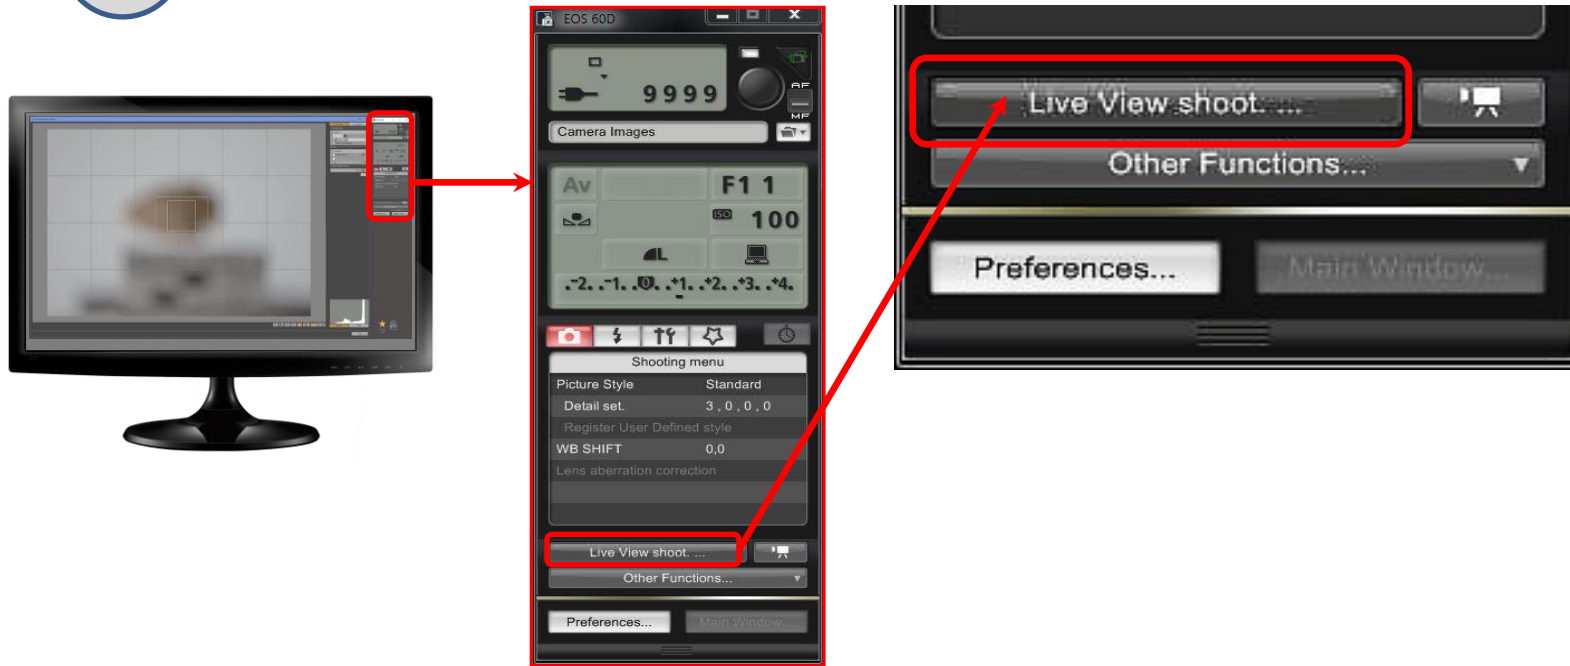 EOS 60D
9999
AF
MF
Camera Images
Av F11
ISO 100
L
.-2. .-1. .0. .+1. .+2. .+3. .+4.
Shooting menu
Picture Style Standard
Detail set. 3 , 0 , 0 , 0
Register User Defined style
WB SHIFT 0,0
Lens aberration correction
Live View shoot. ...
Other Functions...
Preferences... Main Window...
Live View shoot. ...
Other Functions...
Preferences... Main Window...